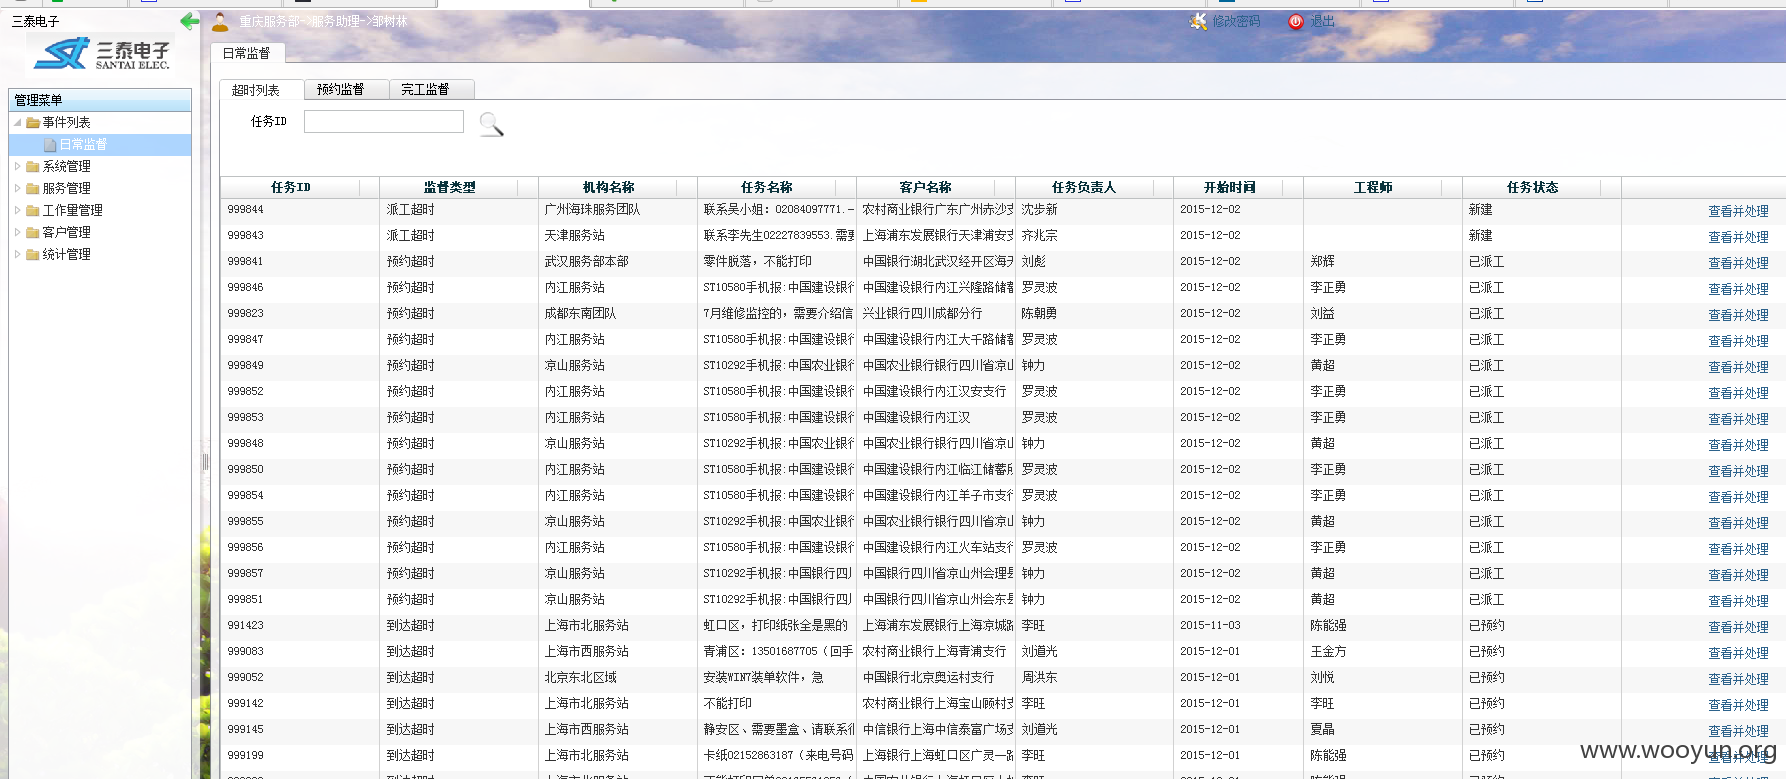 三泰电子
重庆服务部->服务助理->邹树林
修改密码 退出
三泰电子
SANTAI ELEC.
日常监督
超时列表 预约监督 完工监督
管理菜单
事件列表
日常监督
系统管理
服务管理
工作量管理
客户管理
统计管理
任务ID
任务ID 监督类型 机构名称 任务名称 客户名称 任务负责人 开始时间 工程师 任务状态
999844 派工超时 广州海珠服务团队 联系吴小姐：02084097771.— 农村商业银行广东广州赤沙支 沈步新 2015-12-02 新建 查看并处理
999843 派工超时 天津服务站 联系李先生02227839553.需要 上海浦东发展银行天津浦安支 齐兆宗 2015-12-02 新建 查看并处理
999841 预约超时 武汉服务部本部 零件脱落，不能打印 中国银行湖北武汉经开区海 刘彪 2015-12-02 郑辉 已派工 查看并处理
999846 预约超时 内江服务站 ST10580手机报:中国建设银行 中国建设银行内江兴隆路储蓄 罗灵波 2015-12-02 李正勇 已派工 查看并处理
999823 预约超时 成都东南团队 7月维修监控的，需要介绍信 兴业银行四川成都分行 陈朝勇 2015-12-02 刘益 已派工 查看并处理
999847 预约超时 内江服务站 ST10580手机报:中国建设银行 中国建设银行内江大千路储蓄 罗灵波 2015-12-02 李正勇 已派工 查看并处理
999849 预约超时 凉山服务站 ST10292手机报:中国农业银行 中国农业银行银行四川省凉山 钟力 2015-12-02 黄超 已派工 查看并处理
999852 预约超时 内江服务站 ST10580手机报:中国建设银行 中国建设银行内江汉安支行 罗灵波 2015-12-02 李正勇 已派工 查看并处理
999853 预约超时 内江服务站 ST10580手机报:中国建设银行 中国建设银行内江汉 罗灵波 2015-12-02 李正勇 已派工 查看并处理
999848 预约超时 凉山服务站 ST10292手机报:中国农业银行 中国农业银行银行四川省凉山 钟力 2015-12-02 黄超 已派工 查看并处理
999850 预约超时 内江服务站 ST10580手机报:中国建设银行 中国建设银行内江临江储蓄所 罗灵波 2015-12-02 李正勇 已派工 查看并处理
999854 预约超时 内江服务站 ST10580手机报:中国建设银行 中国建设银行内江羊子市支行 罗灵波 2015-12-02 李正勇 已派工 查看并处理
999855 预约超时 凉山服务站 ST10292手机报:中国农业银行 中国农业银行银行四川省凉山 钟力 2015-12-02 黄超 已派工 查看并处理
999856 预约超时 内江服务站 ST10580手机报:中国建设银行 中国建设银行内江火车站支行 罗灵波 2015-12-02 李正勇 已派工 查看并处理
999857 预约超时 凉山服务站 ST10292手机报:中国银行四川 中国银行四川省凉山州会理县 钟力 2015-12-02 黄超 已派工 查看并处理
999851 预约超时 凉山服务站 ST10292手机报:中国银行四川 中国银行四川省凉山州会东县 钟力 2015-12-02 黄超 已派工 查看并处理
991423 到达超时 上海市北服务站 虹口区，打印纸张全是黑的 上海浦东发展银行上海京城路 李旺 2015-11-03 陈能强 已预约 查看并处理
999083 到达超时 上海市西服务站 青浦区：13501687705（回手 农村商业银行上海青浦支行 刘道光 2015-12-01 王金方 已预约 查看并处理
999052 到达超时 北京东北区域 安装WIN7装单软件，急 中国银行北京奥运村支行 周洪东 2015-12-01 刘悦 已预约 查看并处理
999142 到达超时 上海市北服务站 不能打印 农村商业银行上海宝山顾村支 李旺 2015-12-01 李旺 已预约 查看并处理
999145 到达超时 上海市西服务站 静安区、需要墨盒、请联系 中信银行上海中信泰富广场支 刘道光 2015-12-01 夏晶 已预约 查看并处理
999199 到达超时 上海市北服务站 卡纸02152863187（来电号码 上海银行上海虹口区广灵一路 李旺 2015-12-01 陈能强 已预约 查看并处理
www.wooyun.org